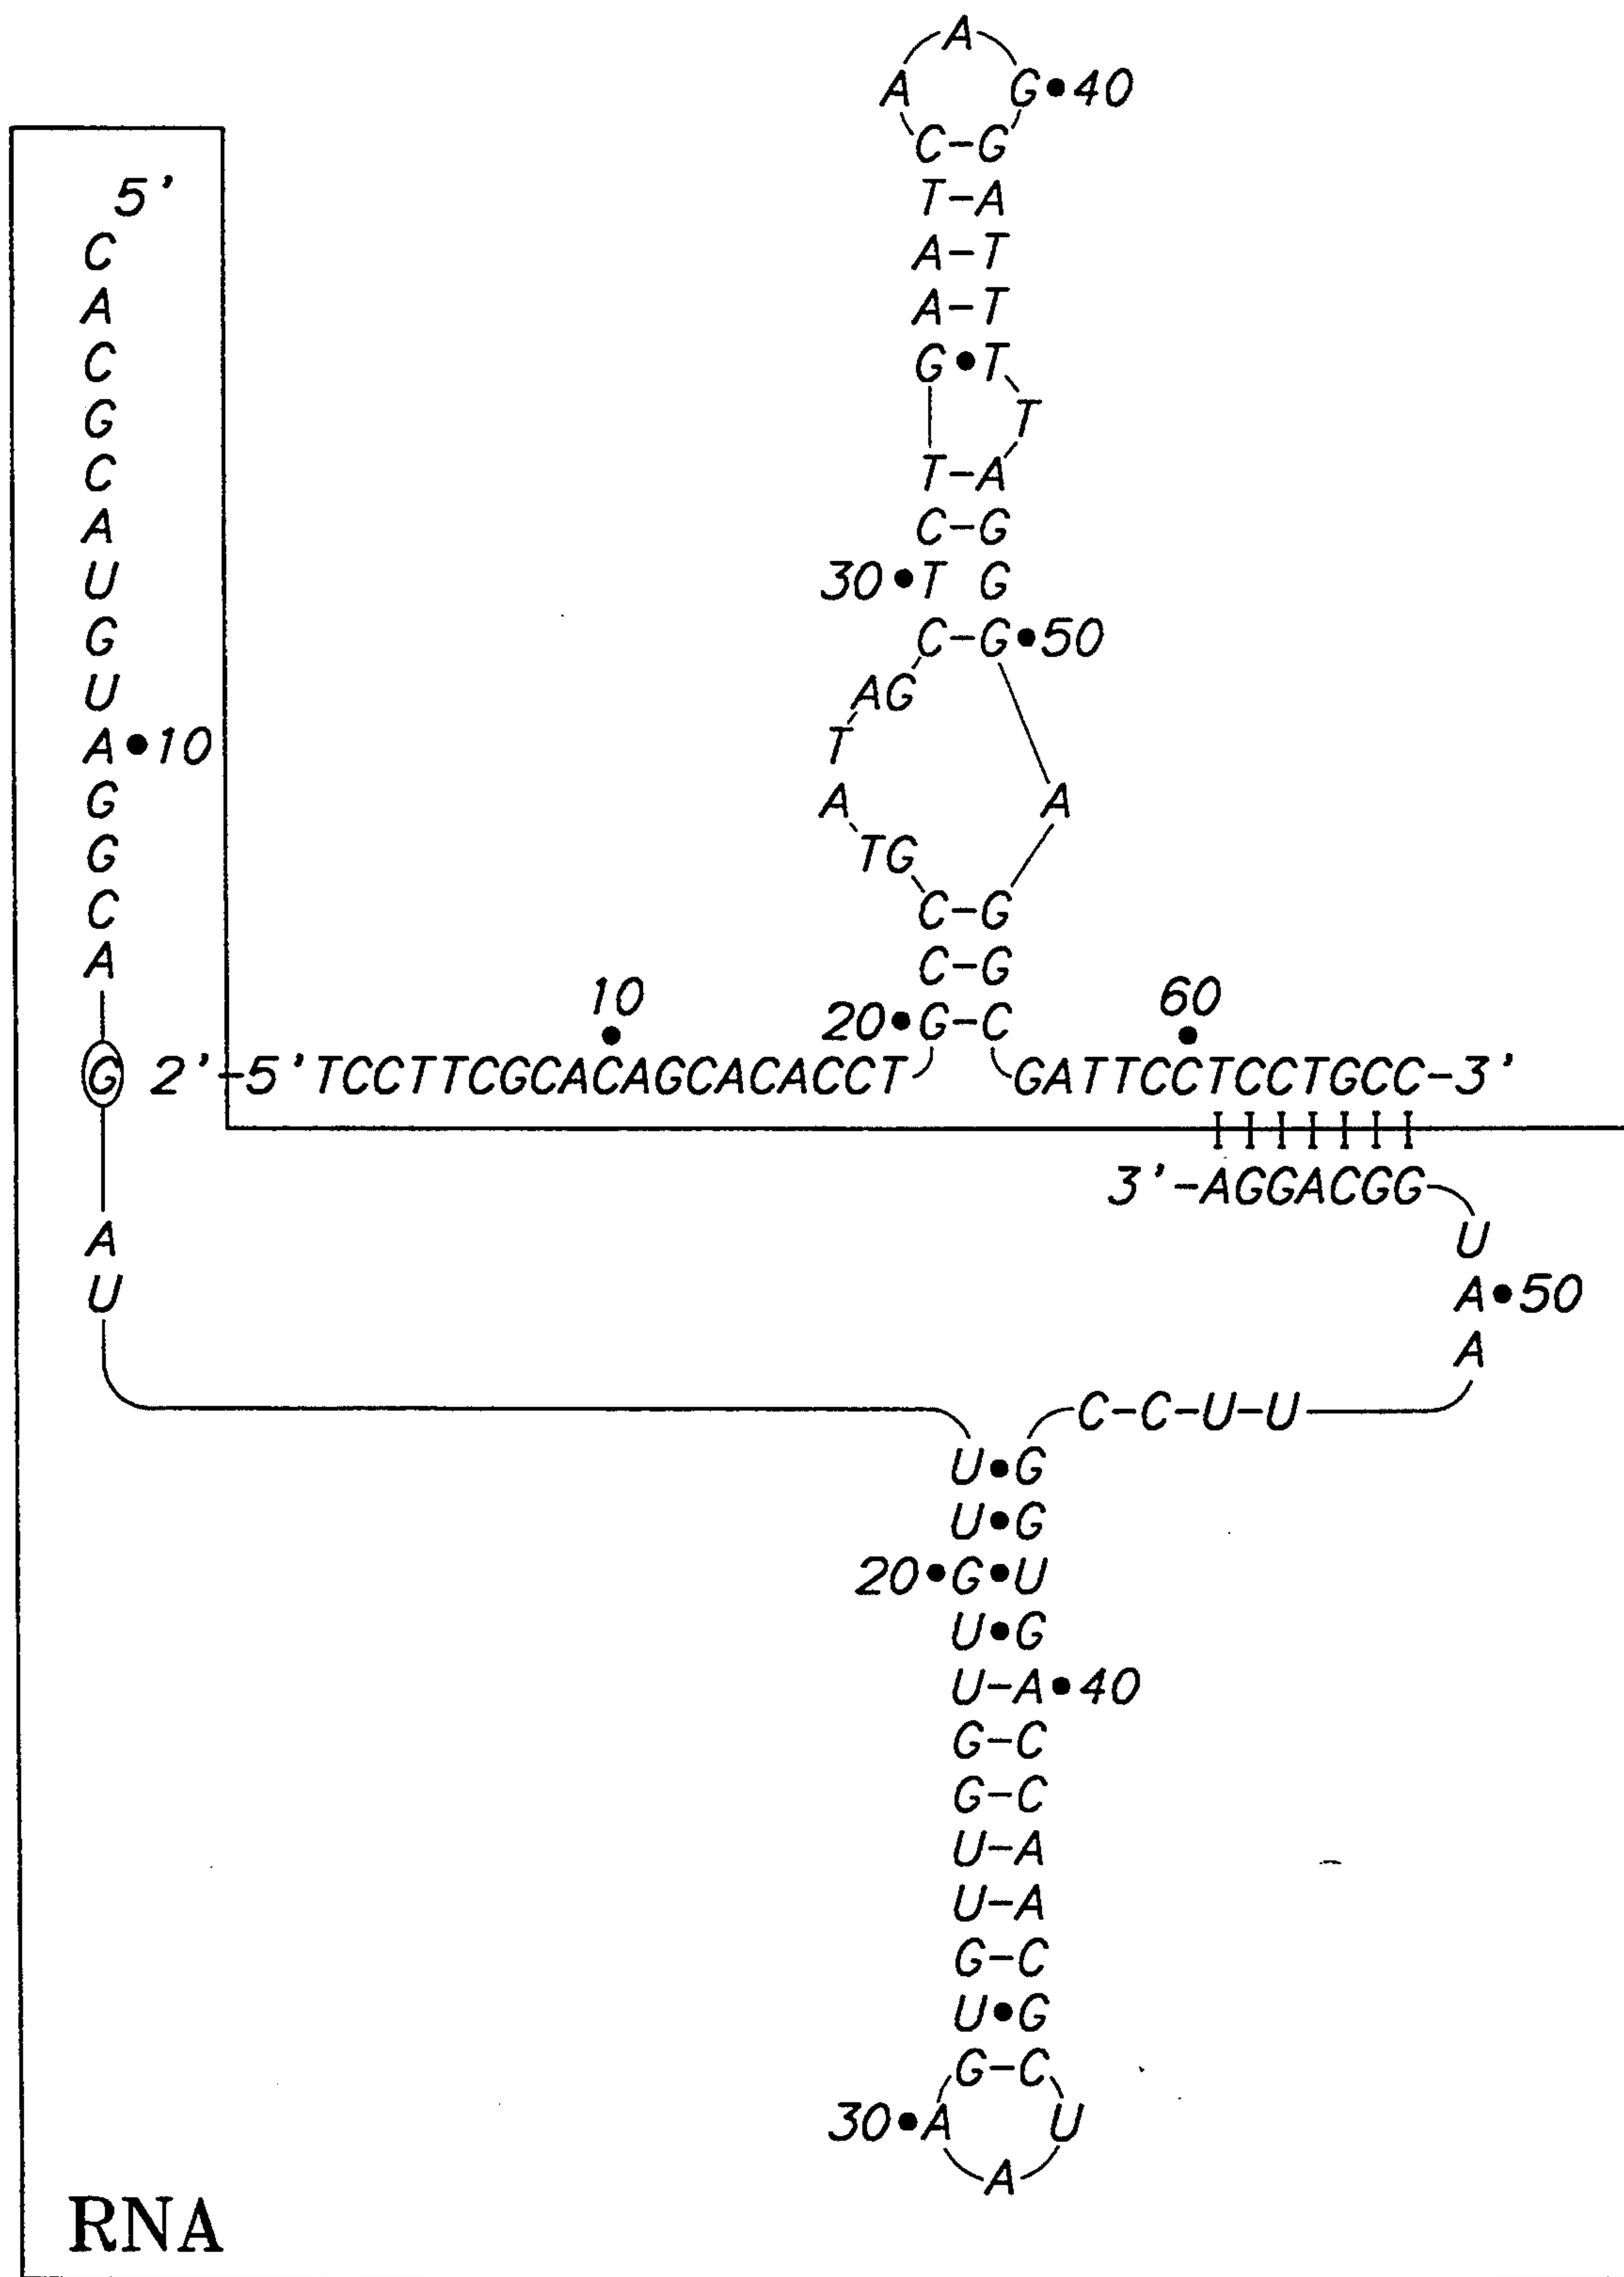 A
A G•40
C-G
5'
T-A
C
A-T
A
A-T
C
G•T
G
T
C
T-A
A
C-G
U
30•T G
G
C-G•50
U
AG
T
A•10
G
A A
G
TG
C
C-G
A
C-G
10
60
20•G-C
G 2'-5'TCCTTCGCACAGCACACCT GATTCCTCCTGCC-3'
3'-AGGACGG
A
U
U
A•50
A
C-C-U-U
U•G
U•G
20•G•U
U•G
U-A•40
G-C
G-C
U-A
U-A
G-C
U•G
G-C
30•A U
A
RNA